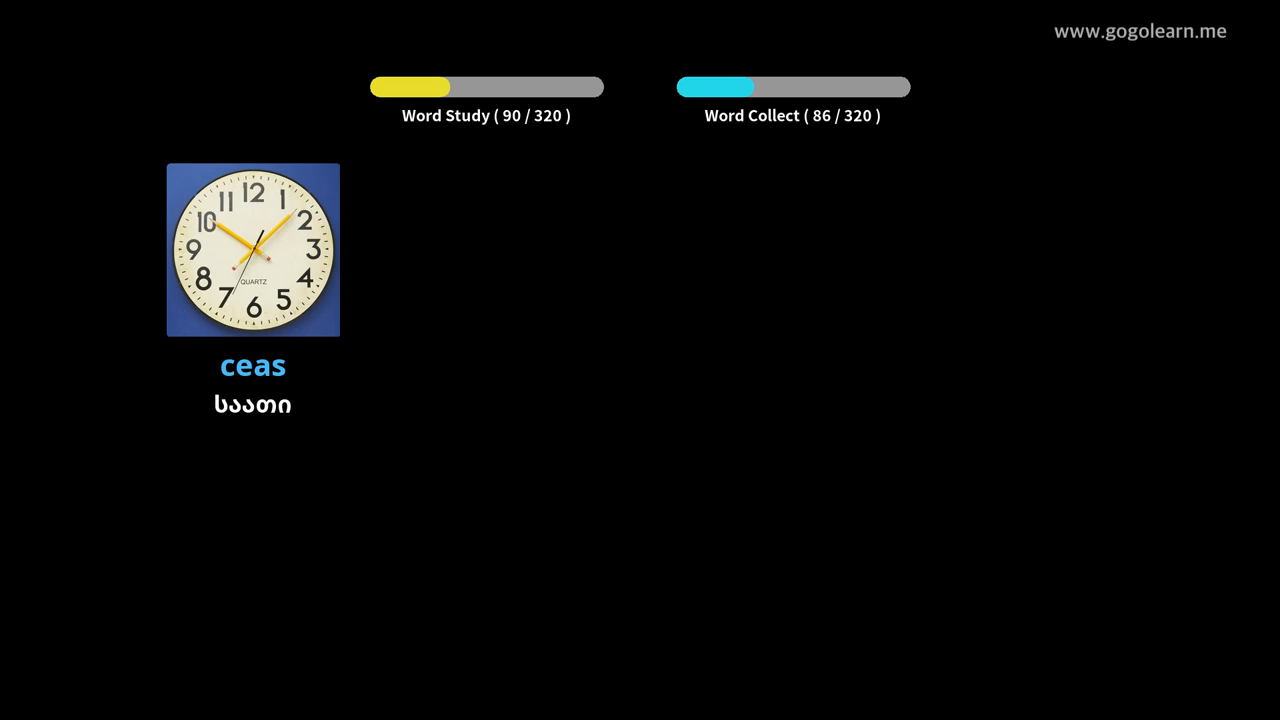 www.gogolearn.me
Word Study ( 90 / 320 )
Word Collect ( 86 / 320 )
12
11
1
10
2
9
3
8
4
QUARTZ
7
5
6
ceas
საათი